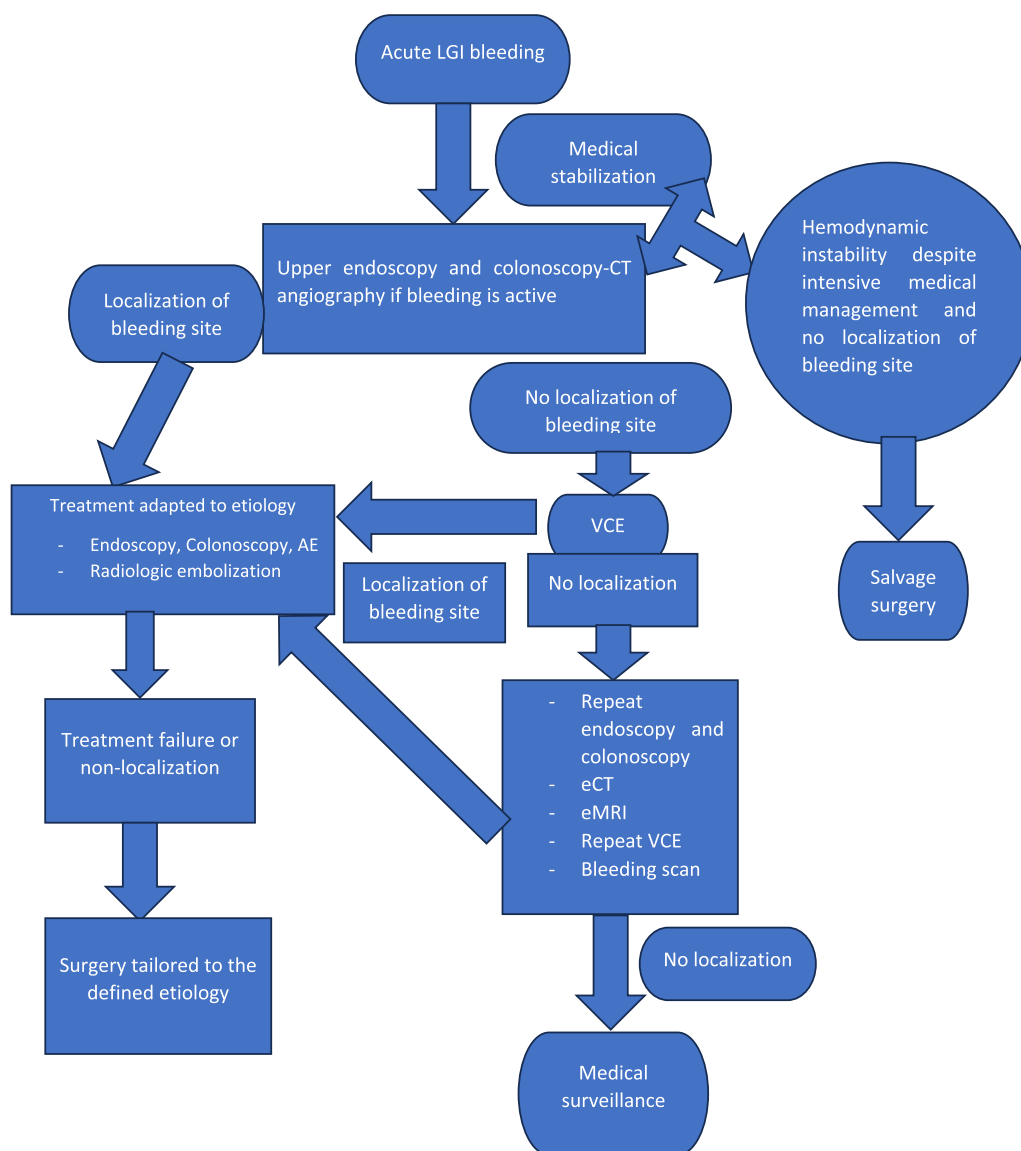 Acute LGI bleeding
Medical
stabilization
Hemodynamic
instability despite
intensive medical
management and
no localization of
bleeding site
Upper endoscopy and colonoscopy-CT
angiography if bleeding is active
Localization of
bleeding site
No localization of
bleeding site
Treatment adapted to etiology
- Endoscopy, Colonoscopy, AE
- Radiologic embolization
VCE
Localization of
bleeding site
No localization
Salvage
surgery
Treatment failure or
non-localization
- Repeat
endoscopy and
colonoscopy
- eCT
- eMRI
- Repeat VCE
- Bleeding scan
Surgery tailored to the
defined etiology
No localization
Medical
surveillance